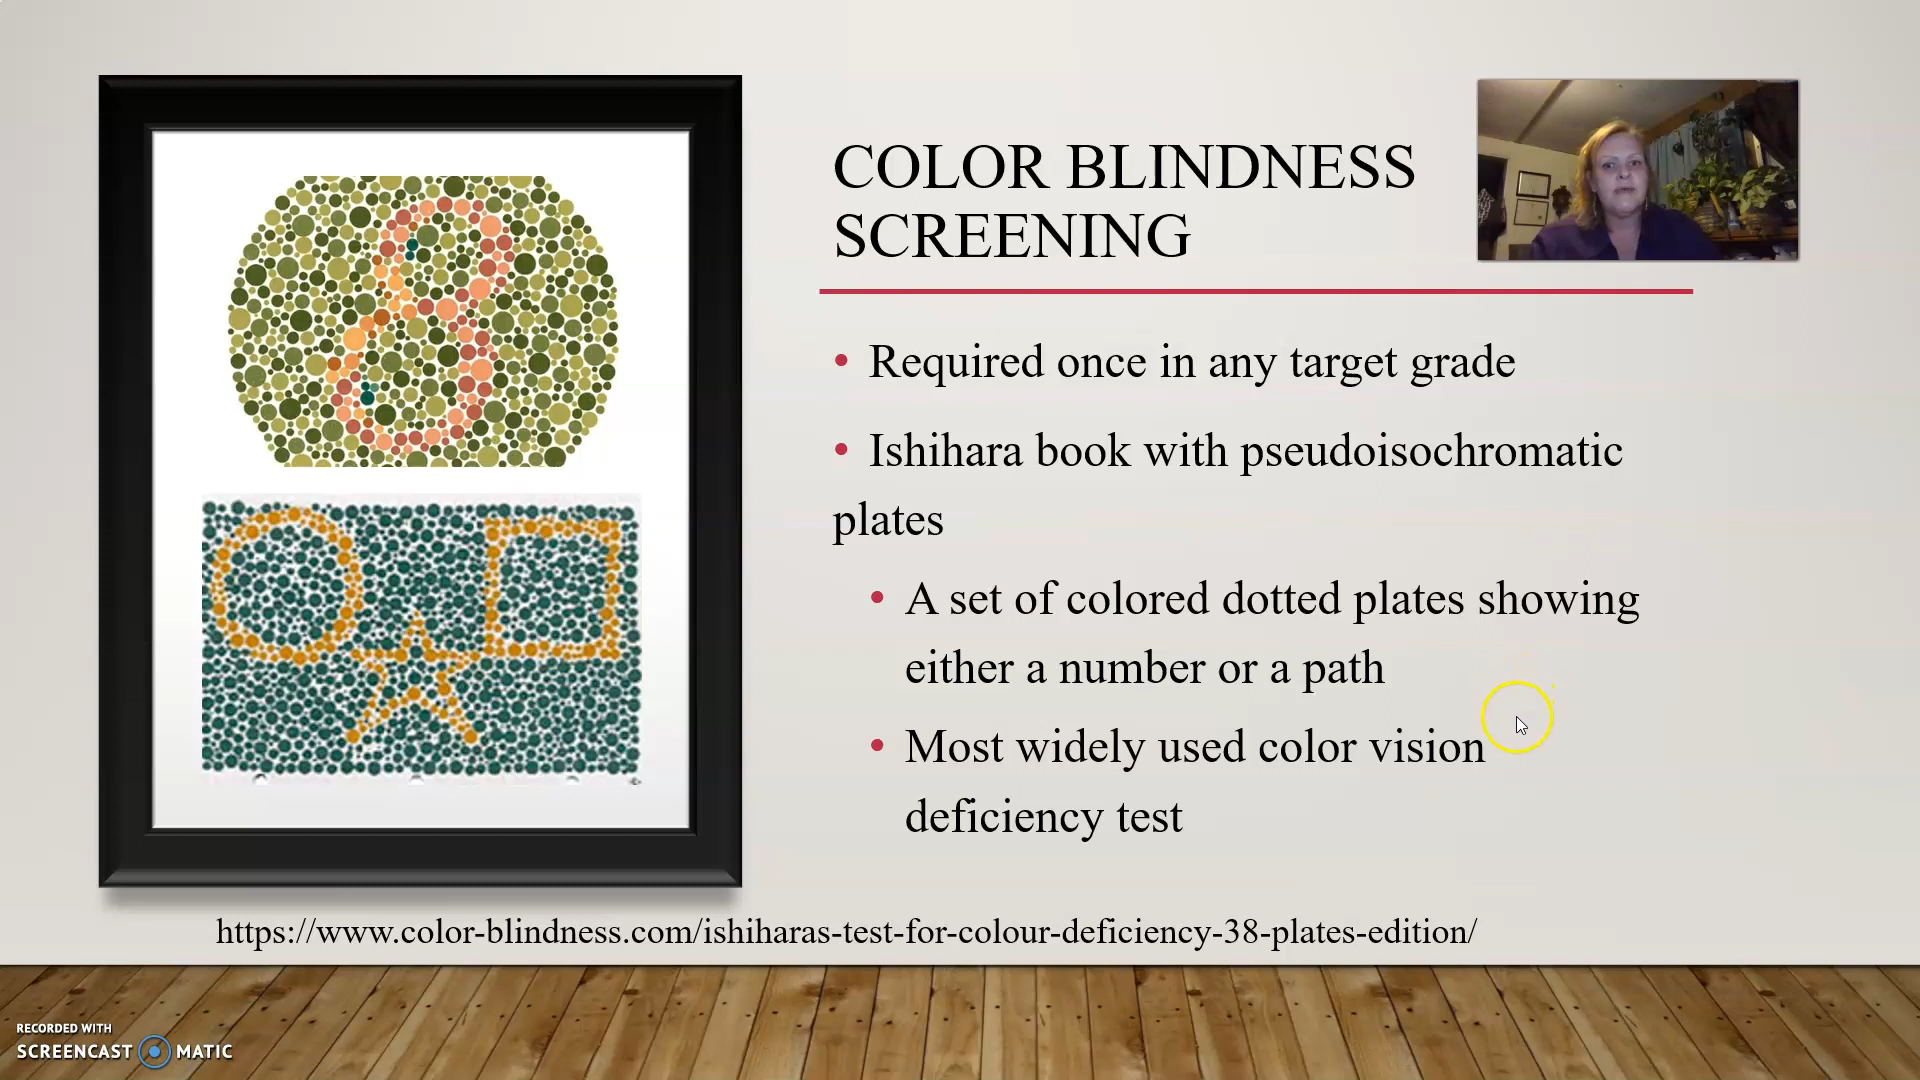 COLOR BLINDNESS
SCREENING
• Required once in any target grade
• Ishihara book with pseudoisochromatic
plates
• A set of colored dotted plates showing
either a number or a path
• Most widely used color vision
deficiency test
https://www.color-blindness.com/ishiharas-test-for-colour-deficiency-38-plates-edition/
RECORDED WITH
SCREENCAST MATIC